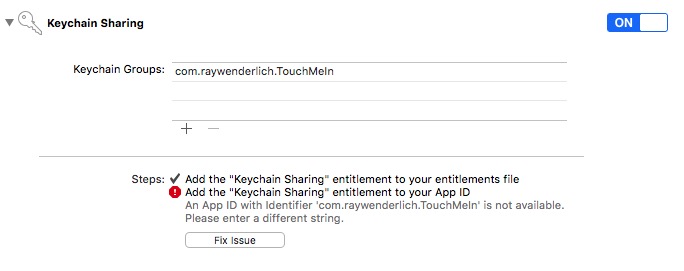 Keychain Sharing
ON
Keychain Groups: com.raywenderlich.TouchMeIn
Steps: Add the "Keychain Sharing" entitlement to your entitlements file
Add the "Keychain Sharing" entitlement to your App ID
An App ID with Identifier 'com.raywenderlich.TouchMeIn' is not available.
Please enter a different string.
Fix Issue